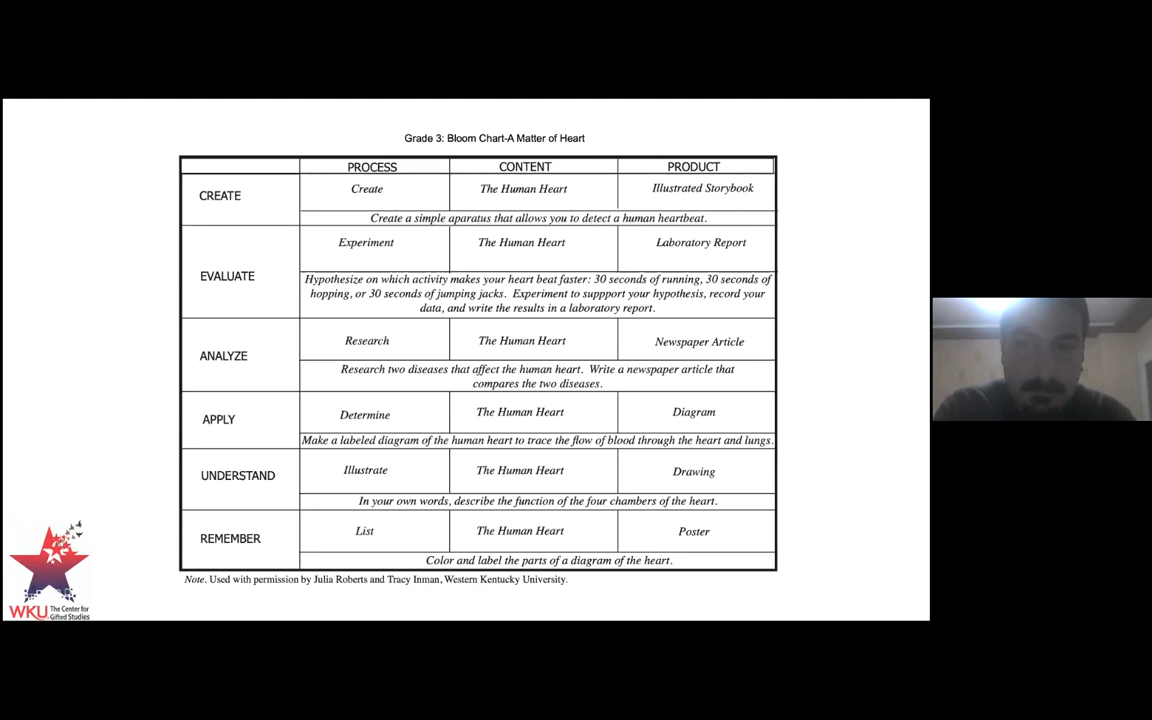 Grade 3: Bloom Chart-A Matter of Heart
PROCESS CONTENT PRODUCT
CREATE
Create The Human Heart Illustrated Storybook
Create a simple aparatus that allows you to detect a human heartbeat.
EVALUATE
Experiment The Human Heart Laboratory Report
Hypothesize on which activity makes your heart beat faster: 30 seconds of running, 30 seconds of
hopping, or 30 seconds of jumping jacks. Experiment to suppport your hypothesis, record your
data, and write the results in a laboratory report.
ANALYZE
Research The Human Heart Newspaper Article
Research two diseases that affect the human heart. Write a newspaper article that
compares the two diseases.
APPLY
Determine The Human Heart Diagram
Make a labeled diagram of the human heart to trace the flow of blood through the heart and lungs.
UNDERSTAND
Illustrate The Human Heart Drawing
In your own words, describe the function of the four chambers of the heart.
REMEMBER
List The Human Heart Poster
Color and label the parts of a diagram of the heart.
Note. Used with permission by Julia Roberts and Tracy Inman, Western Kentucky University.
WKU The Center for
Gifted Studies